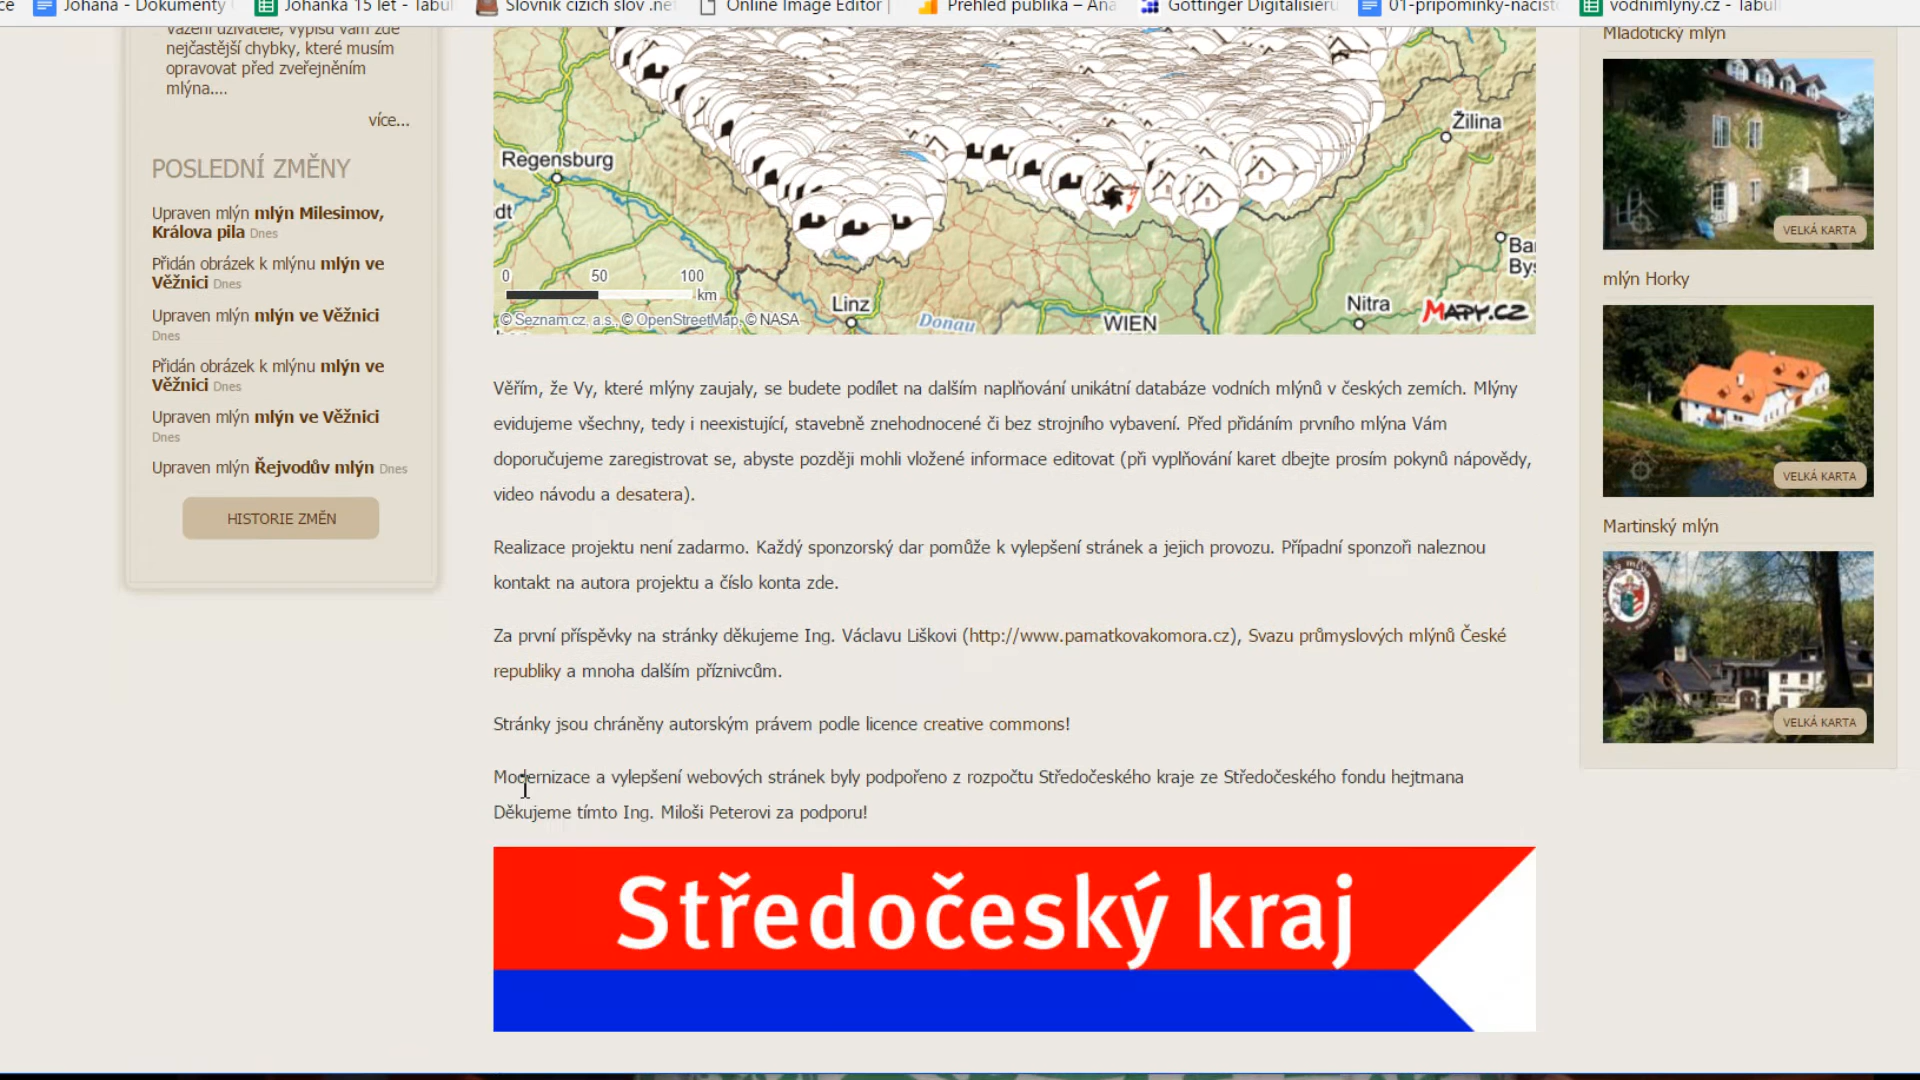 Johana - Dokumenty
Johanka 15 let - Tabul
Slovník cizích slov .net
Online Image Editor |
Přehled publika – Ana
Göttinger Digitalisieru
01-připomínky-načíst
vodnimlyny.cz - Tabul
Vážení uživatelé, vypíšu vám zde
nejčastější chybky, které musím
opravovat před zveřejněním
mlýna....
více...
POSLEDNÍ ZMĚNY
Upraven mlýn mlýn Milesimov,
Králova pila Dnes
Přidán obrázek k mlýnu mlýn ve
Věžnici Dnes
Upraven mlýn mlýn ve Věžnici
Dnes
Přidán obrázek k mlýnu mlýn ve
Věžnici Dnes
Upraven mlýn mlýn ve Věžnici
Dnes
Upraven mlýn Řejvodův mlýn Dnes
HISTORIE ZMĚN
Regensburg
Žilina
Linz
Donau
WIEN
Nitra
0 50 100
km
© Seznam.cz, a.s., © OpenStreetMap, © NASA
Mapy.cz
Věřím, že Vy, které mlýny zaujaly, se budete podílet na dalším naplňování unikátní databáze vodních mlýnů v českých zemích. Mlýny
evidujeme všechny, tedy i neexistující, stavebně znehodnocené či bez strojního vybavení. Před přidáním prvního mlýna Vám
doporučujeme zaregistrovat se, abyste později mohli vložené informace editovat (při vyplňování karet dbejte prosím pokynů nápovědy,
video návodu a desatera).
Realizace projektu není zadarmo. Každý sponzorský dar pomůže k vylepšení stránek a jejich provozu. Případní sponzoři naleznou
kontakt na autora projektu a číslo konta zde.
Za první příspěvky na stránky děkujeme Ing. Václavu Liškovi (http://www.pamatkovakomora.cz), Svazu průmyslových mlýnů České
republiky a mnoha dalším příznivcům.
Stránky jsou chráněny autorským právem podle licence creative commons!
Modernizace a vylepšení webových stránek byly podpořeno z rozpočtu Středočeského kraje ze Středočeského fondu hejtmana
Děkujeme tímto Ing. Miloši Peterovi za podporu!
Středočeský kraj
Mladotický mlýn
VELKÁ KARTA
mlýn Horky
VELKÁ KARTA
Martinský mlýn
VELKÁ KARTA